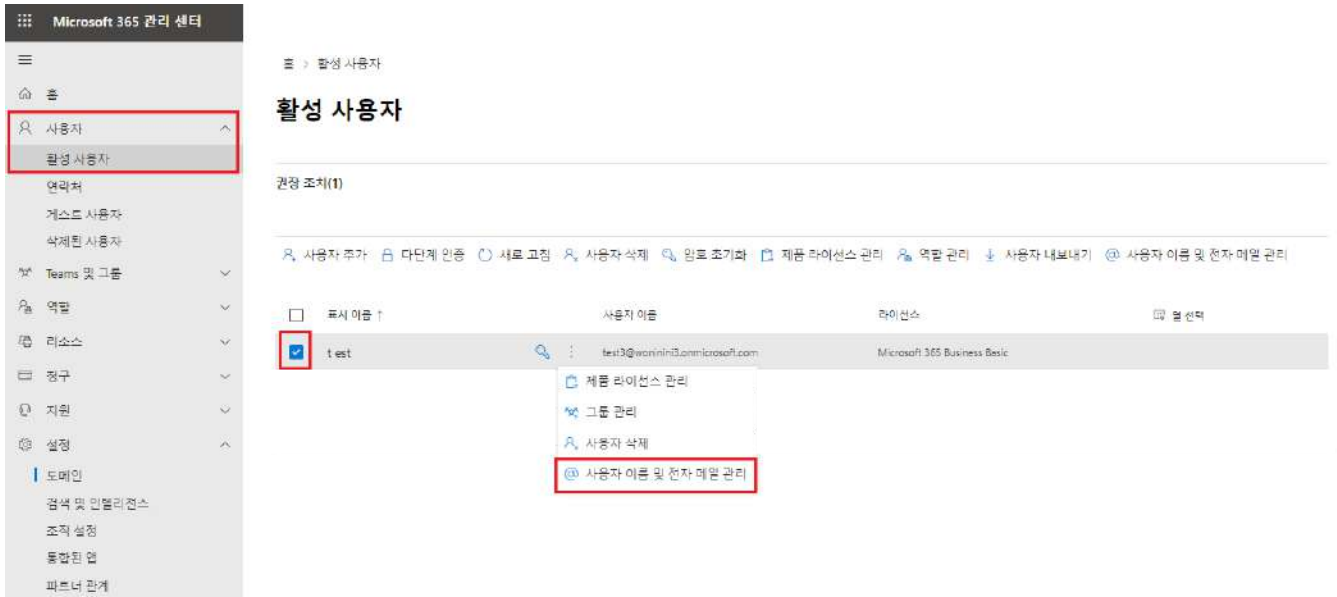 Microsoft 365 관리 센터
홈
사용자
활성 사용자
연락처
게스트 사용자
삭제된 사용자
Teams 및 그룹
역할
리소스
청구
지원
설정
도메인
검색 및 인텔리전스
조직 설정
통합된 앱
파트너 관계
홈 > 활성 사용자
활성 사용자
권장 조치(1)
사용자 추가 다단계 인증 새로 고침 사용자 삭제 암호 초기화 제품 라이선스 관리 역할 관리 사용자 내보내기 사용자 이름 및 전자 메일 관리
표시 이름 ↑ 사용자 이름 라이선스 열 선택
t est test3@woninini3.onmicrosoft.com Microsoft 365 Business Basic
제품 라이선스 관리
그룹 관리
사용자 삭제
사용자 이름 및 전자 메일 관리